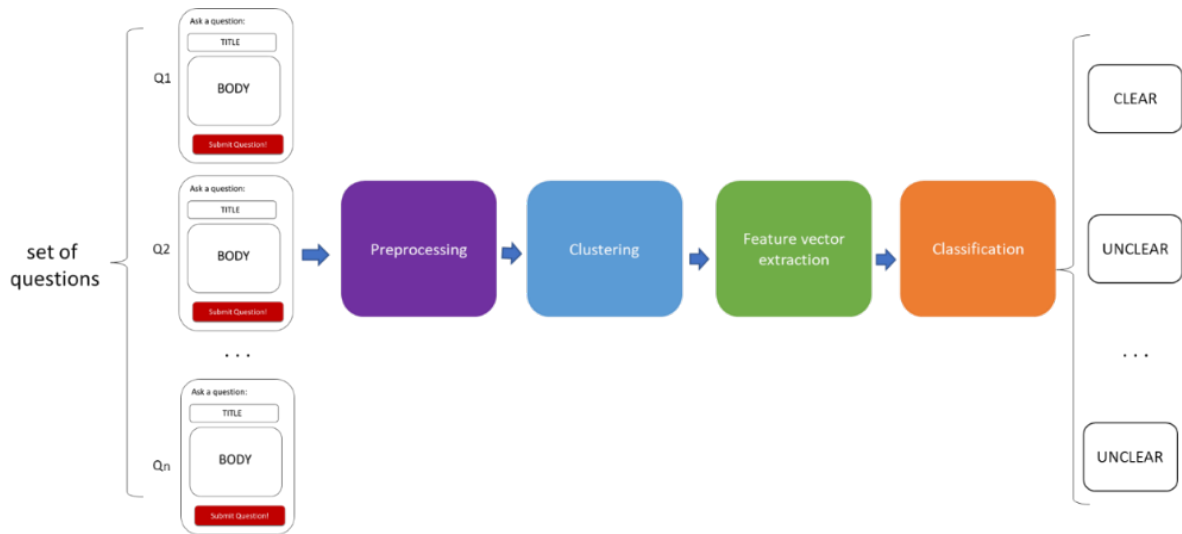 set of
questions
Q1
Ask a question:
TITLE
BODY
Submit Question!
Q2
Ask a question:
TITLE
BODY
Submit Question!
...
Qn
Ask a question:
TITLE
BODY
Submit Question!
Preprocessing
Clustering
Feature vector
extraction
Classification
CLEAR
UNCLEAR
...
UNCLEAR